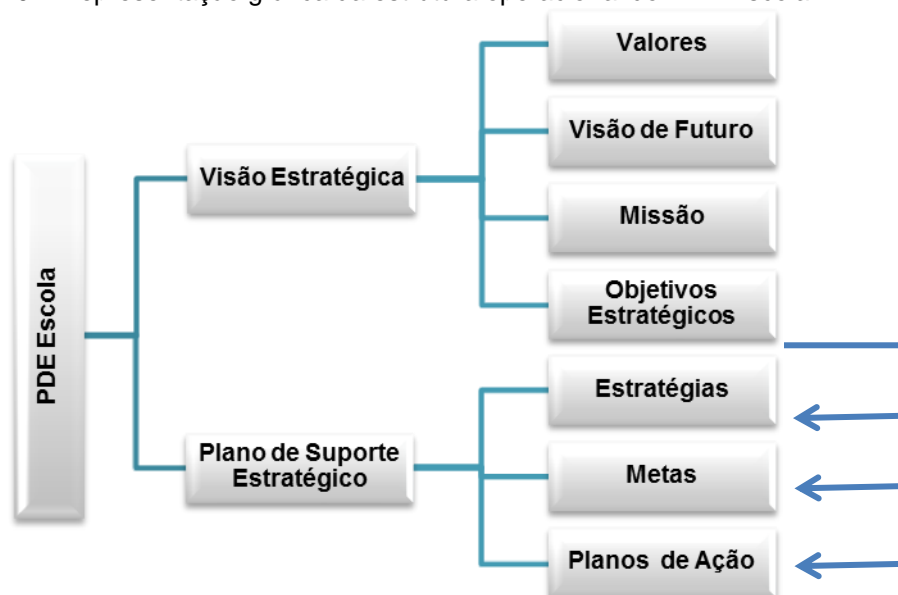 Valores
Visão de Futuro
Visão Estratégica
Missão
Objetivos
Estratégicos
PDE Escola
Estratégias
Plano de Suporte
Estratégico
Metas
Planos de Ação